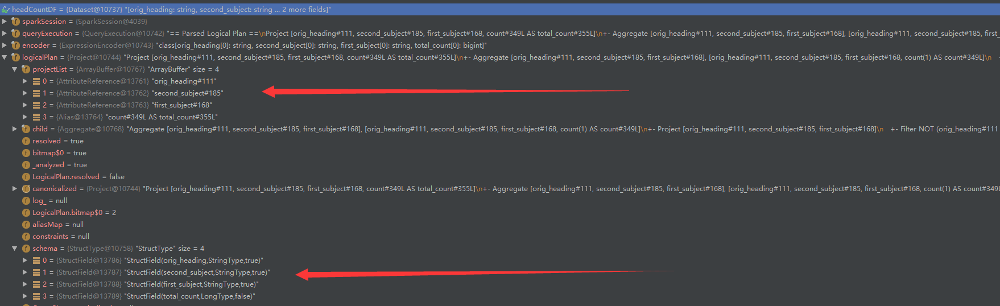 headCountDF = {Dataset@10737} "[orig_heading: string, second_subject: string ... 2 more fields]"
sparkSession = {SparkSession@4039}
queryExecution = {QueryExecution@10742} "== Parsed Logical Plan ==\nProject [orig_heading#111, second_subject#185, first_subject#168, count#349L AS total_count#355L]\n+- Aggregate [orig_heading#111, second_subject#185, first_subject#168], [orig_heading#111, second_subject#185, first_
encoder = {ExpressionEncoder@10743} "class[orig_heading[0]: string, second_subject[0]: string, first_subject[0]: string, total_count[0]: bigint]"
logicalPlan = {Project@10744} "Project [orig_heading#111, second_subject#185, first_subject#168, count#349L AS total_count#355L]\n+- Aggregate [orig_heading#111, second_subject#185, first_subject#168], [orig_heading#111, second_subject#185, first_subject#168, count(1) AS count#349L]\n +
projectList = {ArrayBuffer@10767} "ArrayBuffer" size = 4
0 = {AttributeReference@13761} "orig_heading#111"
1 = {AttributeReference@13762} "second_subject#185"
2 = {AttributeReference@13763} "first_subject#168"
3 = {Alias@13764} "count#349L AS total_count#355L"
child = {Aggregate@10768} "Aggregate [orig_heading#111, second_subject#185, first_subject#168], [orig_heading#111, second_subject#185, first_subject#168, count(1) AS count#349L]\n+- Project [orig_heading#111, second_subject#185, first_subject#168]\n +- Filter NOT (orig_heading#111
resolved = true
bitmap$0 = true
_analyzed = true
LogicalPlan.resolved = false
canonicalized = {Project@10744} "Project [orig_heading#111, second_subject#185, first_subject#168, count#349L AS total_count#355L]\n+- Aggregate [orig_heading#111, second_subject#185, first_subject#168], [orig_heading#111, second_subject#185, first_subject#168, count(1) AS count#349L
log_ = null
LogicalPlan.bitmap$0 = 2
aliasMap = null
constraints = null
schema = {StructType@10758} "StructType" size = 4
0 = {StructField@13786} "StructField(orig_heading,StringType,true)"
1 = {StructField@13787} "StructField(second_subject,StringType,true)"
2 = {StructField@13788} "StructField(first_subject,StringType,true)"
3 = {StructField@13789} "StructField(total_count,LongType,false)"